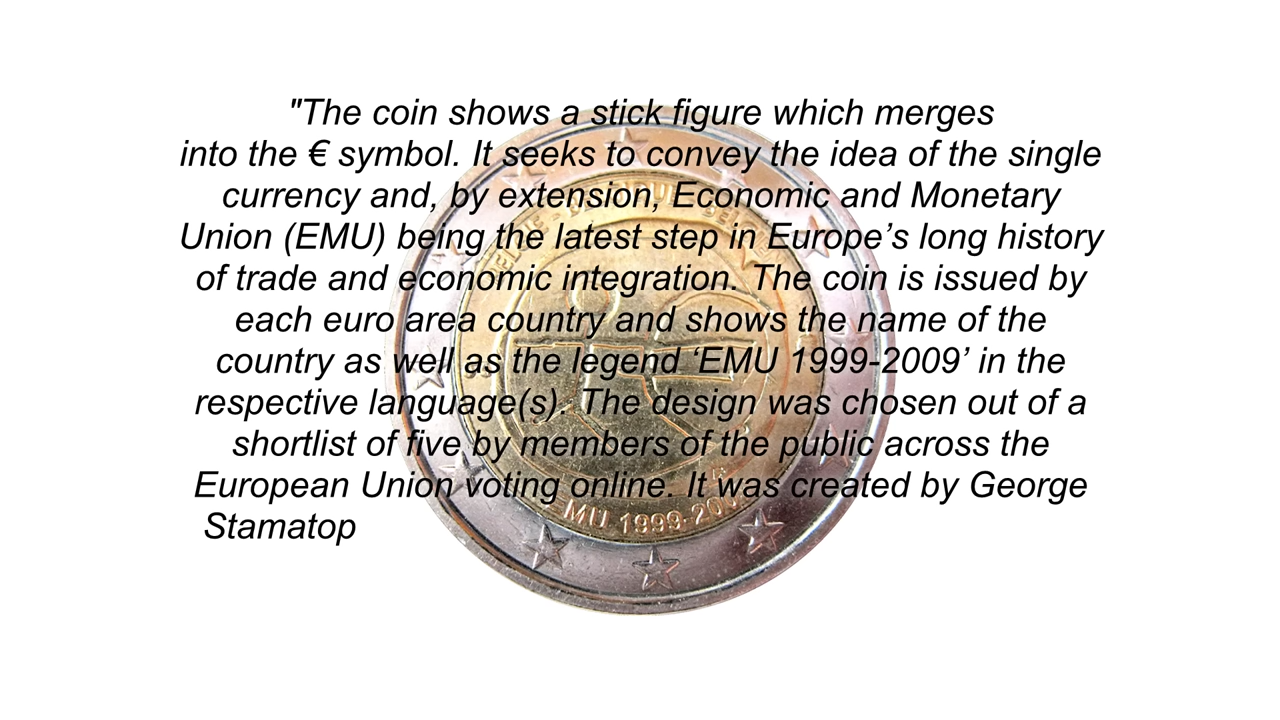 "The coin shows a stick figure which merges
into the € symbol. It seeks to convey the idea of the single
currency and, by extension, Economic and Monetary
Union (EMU) being the latest step in Europe’s long history
of trade and economic integration. The coin is issued by
each euro area country and shows the name of the
country as well as the legend ‘EMU 1999-2009’ in the
respective language(s). The design was chosen out of a
shortlist of five by members of the public across the
European Union voting online. It was created by George
Stamatop
MU 1999-200